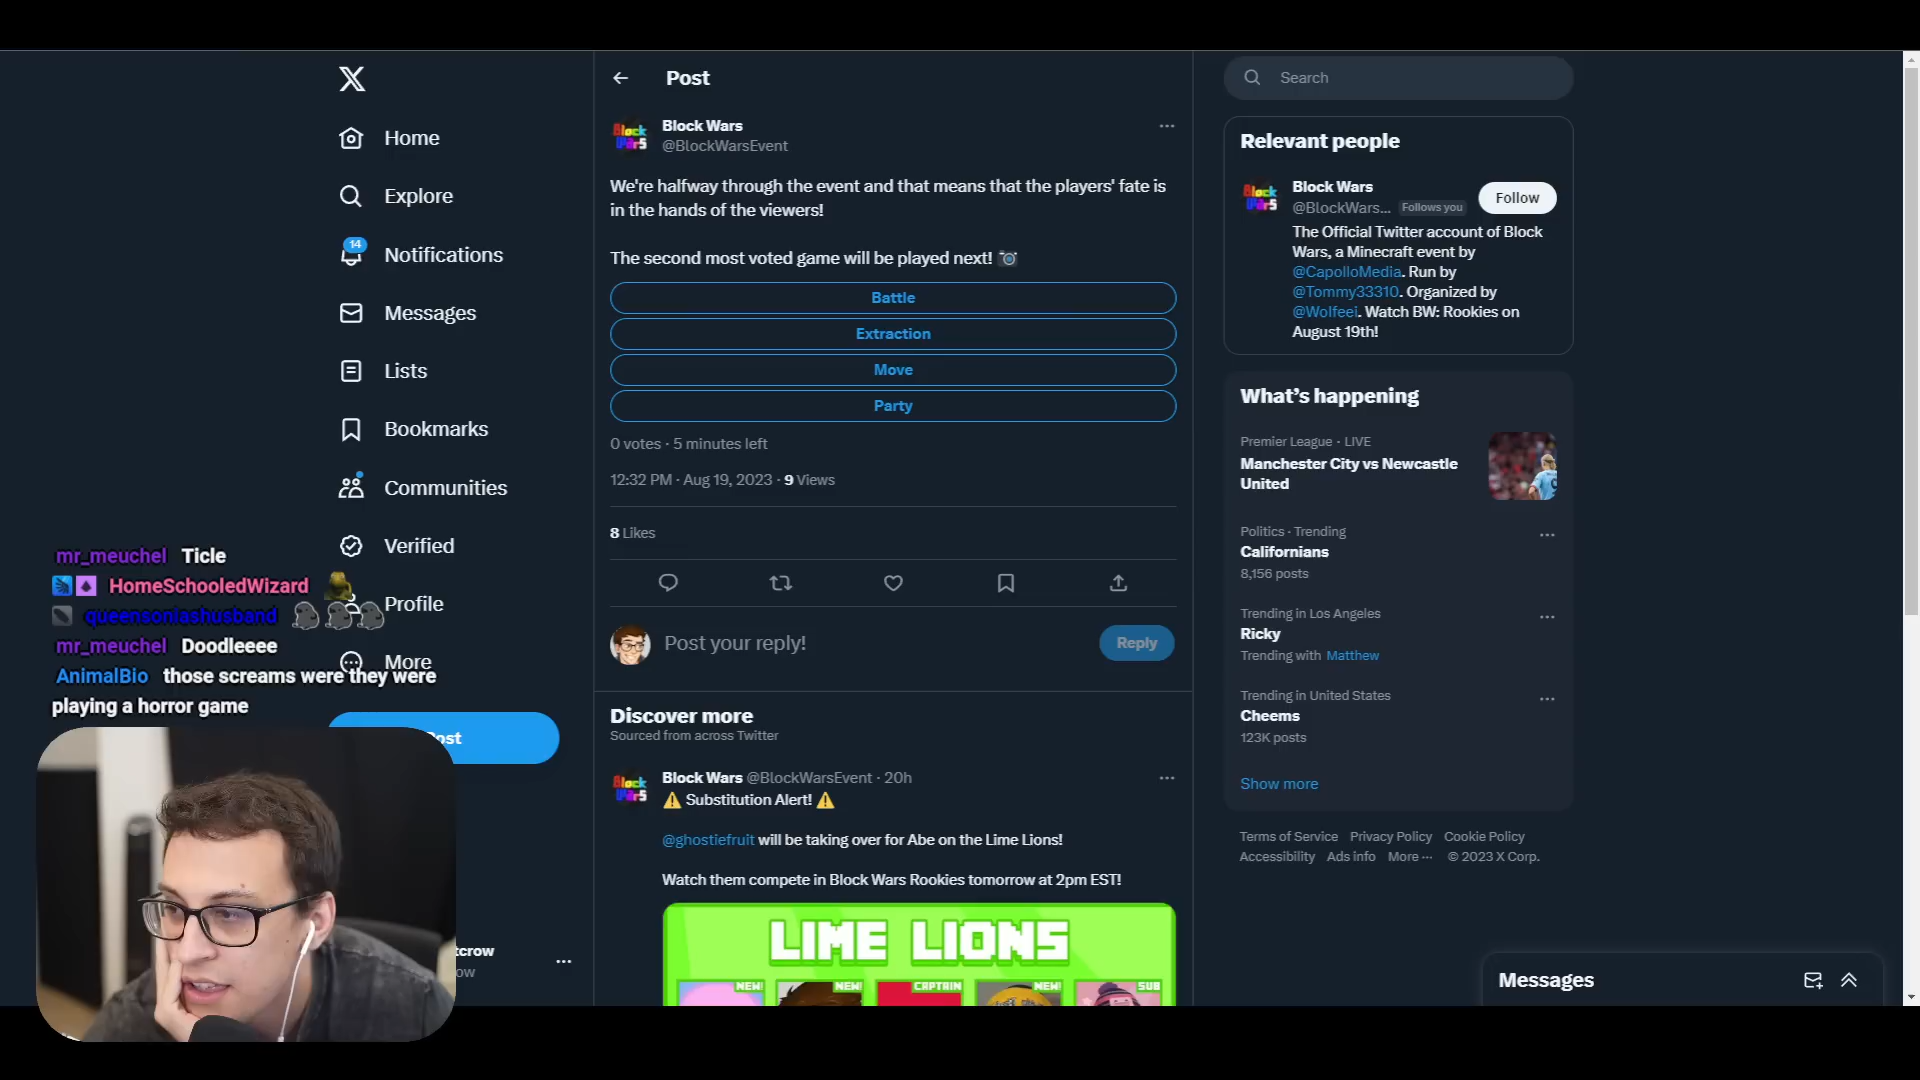 X
Home
Explore
14
Notifications
Messages
Lists
Bookmarks
Communities
Verified
Profile
More
Post
tcrow
ow
mr_meuchel Ticle
HomeSchooledWizard
queensoniashusband
mr_meuchel Doodleeee
AnimalBio those screams were they were
playing a horror game
Post
Block Wars
@BlockWarsEvent
We're halfway through the event and that means that the players' fate is
in the hands of the viewers!
The second most voted game will be played next!
Battle
Extraction
Move
Party
0 votes · 5 minutes left
12:32 PM · Aug 19, 2023 · 9 Views
8 Likes
Post your reply!
Reply
Discover more
Sourced from across Twitter
Block Wars @BlockWarsEvent · 20h
Substitution Alert!
@ghostiefruit will be taking over for Abe on the Lime Lions!
Watch them compete in Block Wars Rookies tomorrow at 2pm EST!
LIME LIONS
NEW! NEW! CAPTAIN NEW! SUB
Search
Relevant people
Block Wars
@BlockWars... Follows you
Follow
The Official Twitter account of Block
Wars, a Minecraft event by
@CapolloMedia. Run by
@Tommy33310. Organized by
@Wolfeei. Watch BW: Rookies on
August 19th!
What's happening
Premier League · LIVE
Manchester City vs Newcastle
United
Politics · Trending
Californians
8,156 posts
Trending in Los Angeles
Ricky
Trending with Matthew
Trending in United States
Cheems
123K posts
Show more
Terms of Service Privacy Policy Cookie Policy
Accessibility Ads info More ··· © 2023 X Corp.
Messages